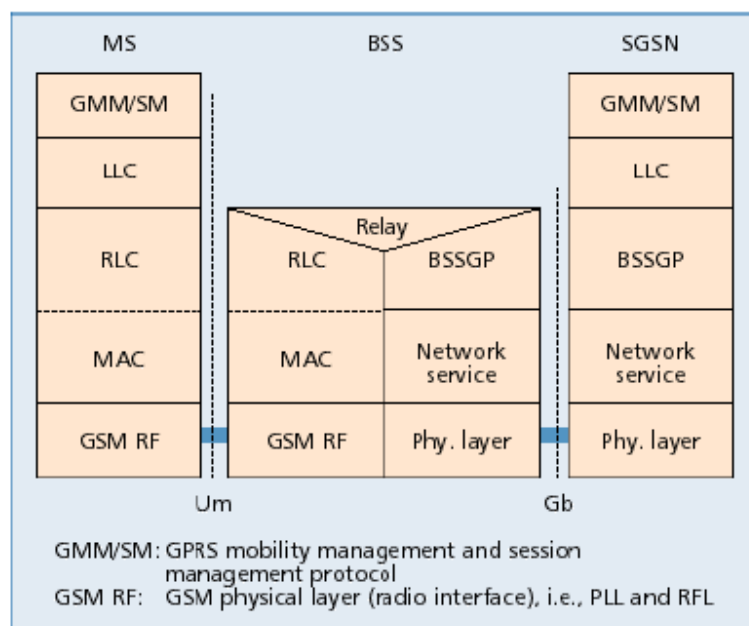 MS BSS SGSN
GMM/SM GMM/SM
LLC LLC
Relay
RLC RLC BSSGP BSSGP
MAC MAC Network service Network service
GSM RF GSM RF Phy. layer Phy. layer
Um Gb
GMM/SM: GPRS mobility management and session
management protocol
GSM RF: GSM physical layer (radio interface), i.e., PLL and RFL